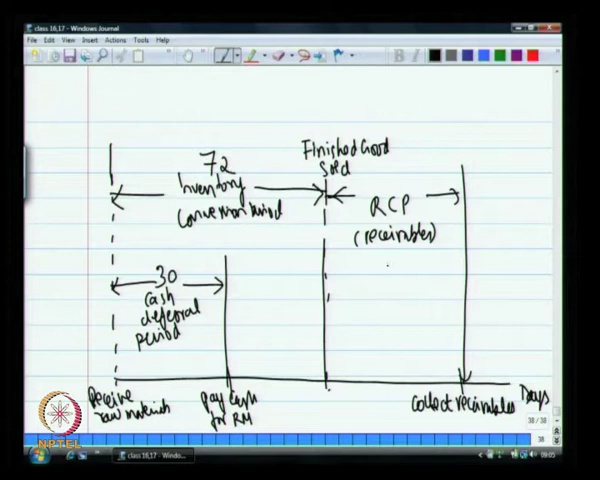 class 16,17 - Windows Journal
File Edit View Insert Actions Tools Help
Finished Good
Sold
72
Inventory
conversion period
RCP
(receivables)
30
cash
deferral
period
Receive
raw materials
pay cash
for RM
collect receivables
Days
38 / 38
38
NPTEL
class 16,17 - Windo...
08:05